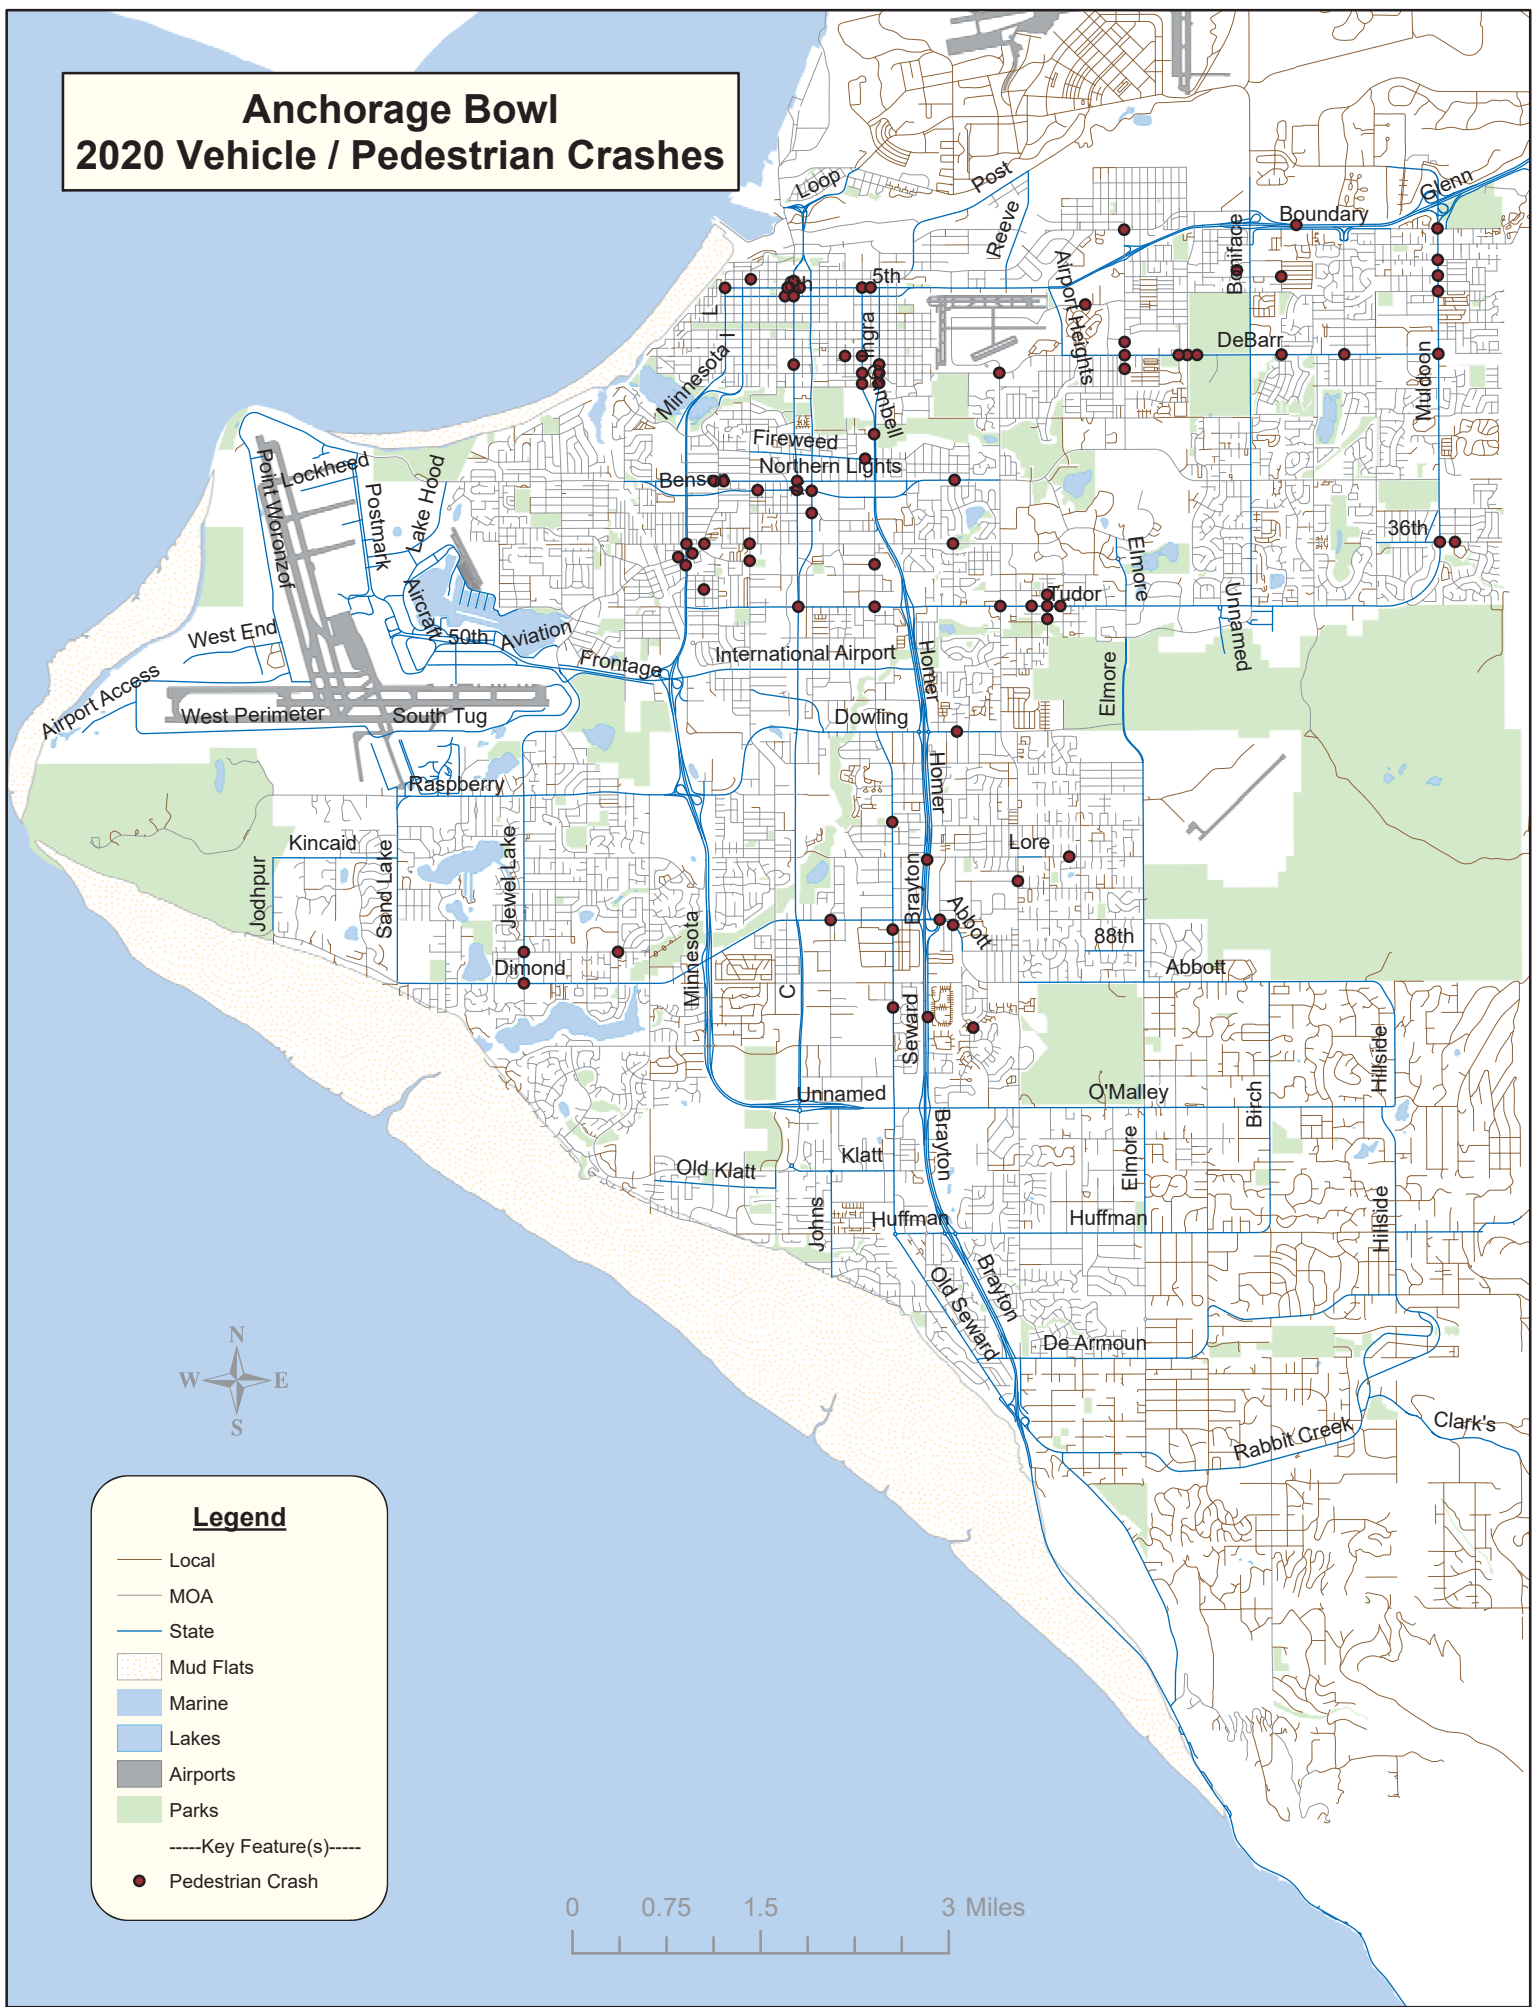 Anchorage Bowl
2020 Vehicle / Pedestrian Crashes
Loop
Post
Reeve
Glenn
Boundary
Boniface
Airport Heights
5th
L
I
Minnesota
DeBarr
Muldoon
Fireweed
Northern Lights
Point Woronzof
Lockheed
Postmark
Lake Hood
36th
Elmore
Tudor
Unnamed
Aircraft
50th
Aviation
West End
Frontage
International Airport
Homer
Elmore
Airport Access
West Perimeter
South Tug
Dowling
Raspberry
Homer
Kincaid
Lore
Jodhpur
Sand Lake
Jewel Lake
Brayton
Abbott
88th
Minnesota
Dimond
Abbott
C
Seward
Hillside
Unnamed
O'Malley
Birch
Brayton
Elmore
Klatt
Old Klatt
Johns
Huffman
Huffman
Hillside
Old Seward
Brayton
De Armoun
Rabbit Creek
Clark's
N
W E
S
Legend
Local
MOA
State
Mud Flats
Marine
Lakes
Airports
Parks
-----Key Feature(s)-----
Pedestrian Crash
0 0.75 1.5 3 Miles